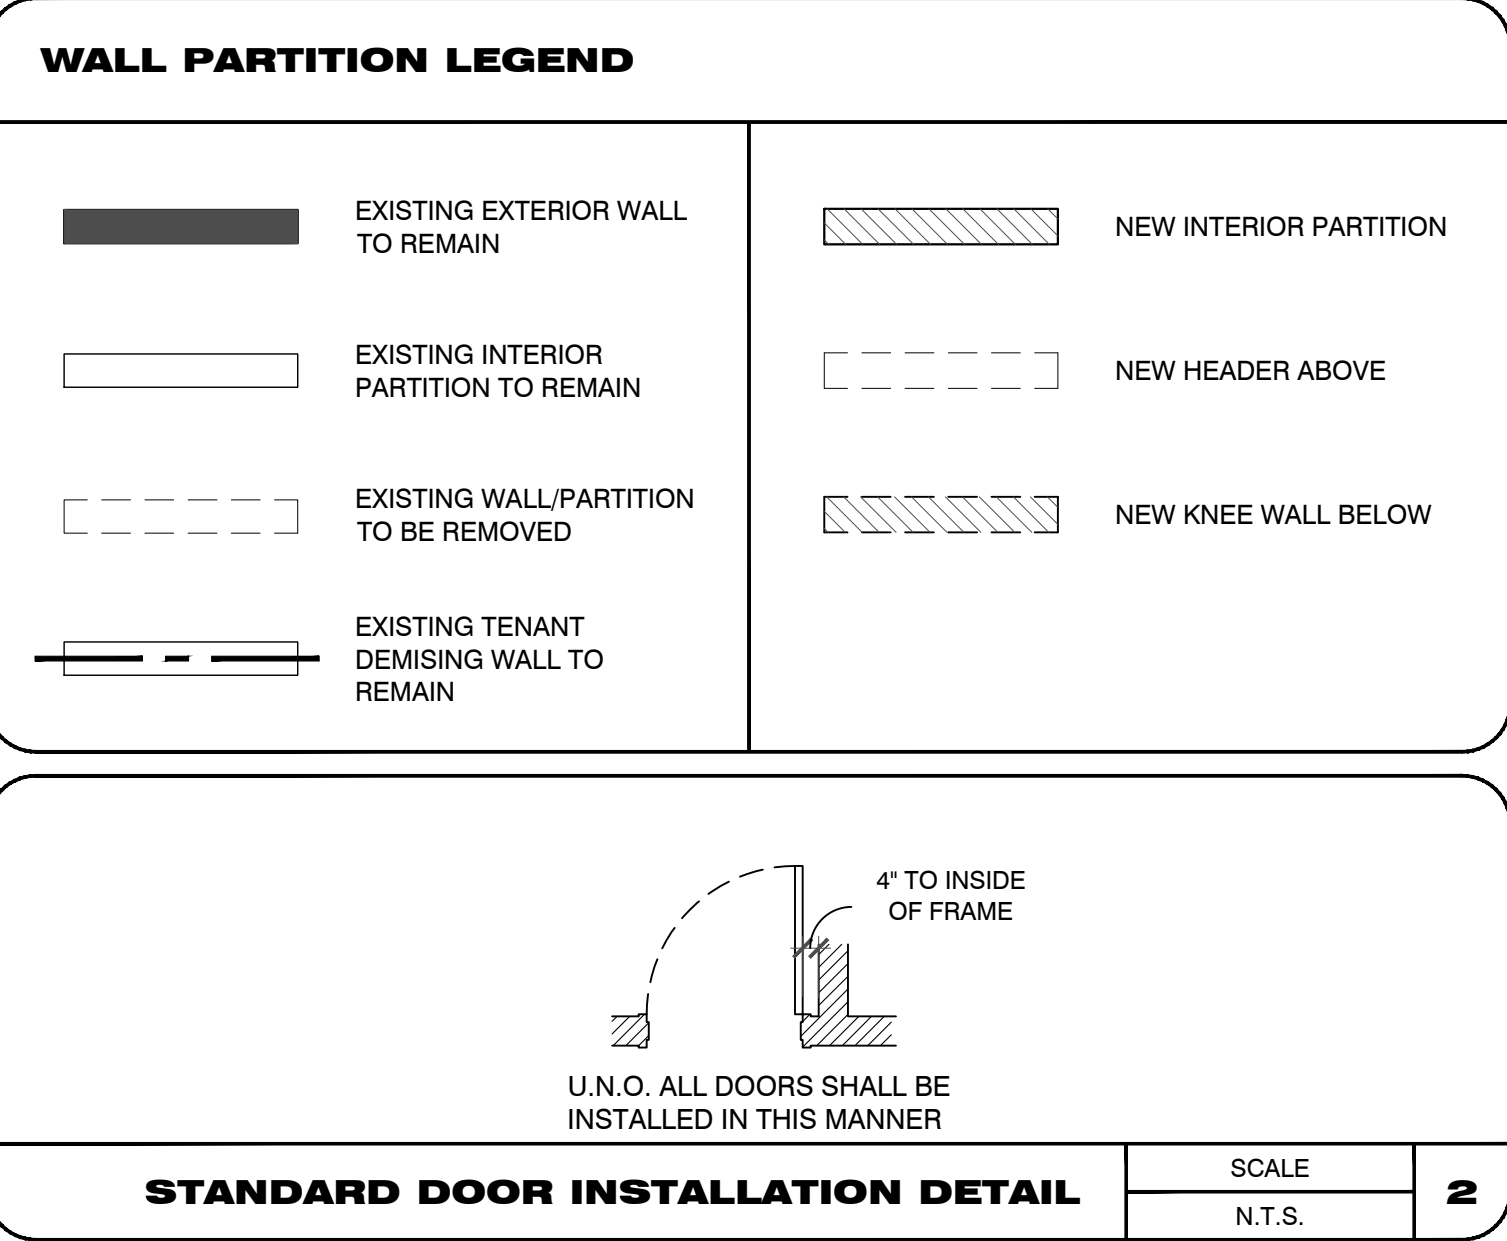 WALL PARTITION LEGEND
EXISTING EXTERIOR WALL
TO REMAIN
EXISTING INTERIOR
PARTITION TO REMAIN
EXISTING WALL/PARTITION
TO BE REMOVED
EXISTING TENANT
DEMISING WALL TO
REMAIN
NEW INTERIOR PARTITION
NEW HEADER ABOVE
NEW KNEE WALL BELOW
4" TO INSIDE
OF FRAME
U.N.O. ALL DOORS SHALL BE
INSTALLED IN THIS MANNER
STANDARD DOOR INSTALLATION DETAIL
SCALE
N.T.S.
2